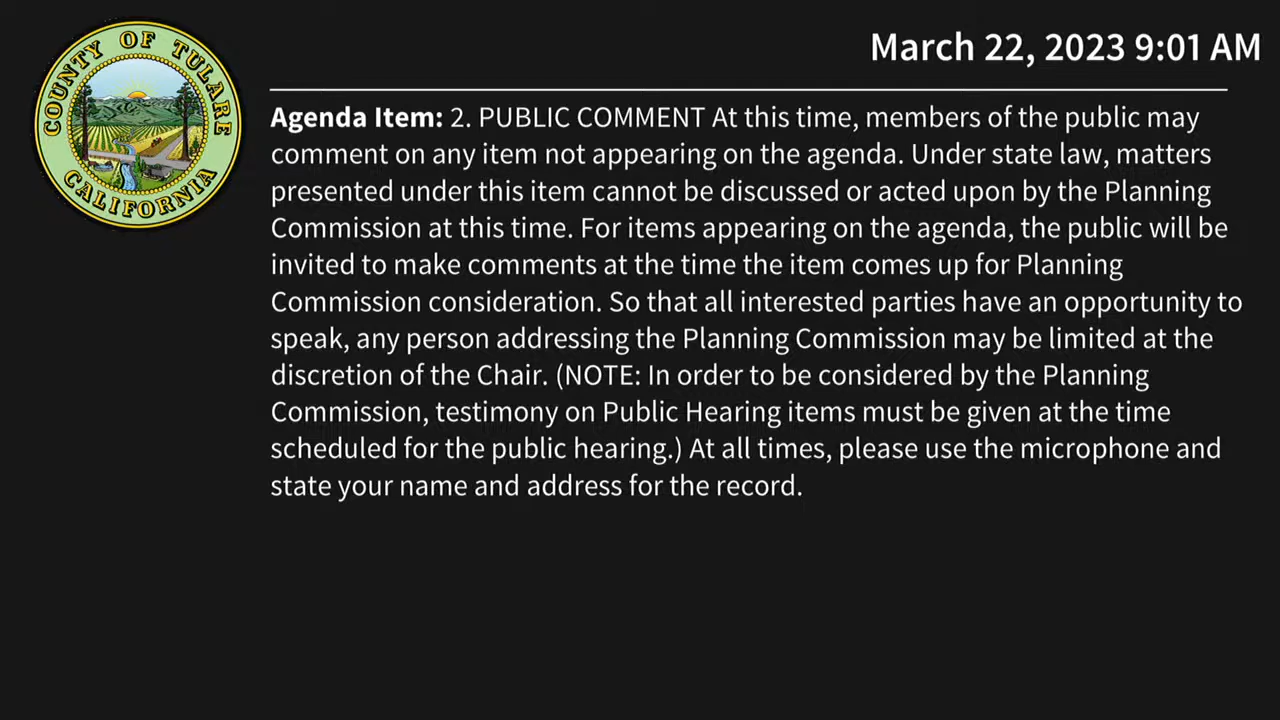 COUNTY OF TULARE
CALIFORNIA
March 22, 2023 9:01 AM
Agenda Item: 2. PUBLIC COMMENT At this time, members of the public may
comment on any item not appearing on the agenda. Under state law, matters
presented under this item cannot be discussed or acted upon by the Planning
Commission at this time. For items appearing on the agenda, the public will be
invited to make comments at the time the item comes up for Planning
Commission consideration. So that all interested parties have an opportunity to
speak, any person addressing the Planning Commission may be limited at the
discretion of the Chair. (NOTE: In order to be considered by the Planning
Commission, testimony on Public Hearing items must be given at the time
scheduled for the public hearing.) At all times, please use the microphone and
state your name and address for the record.